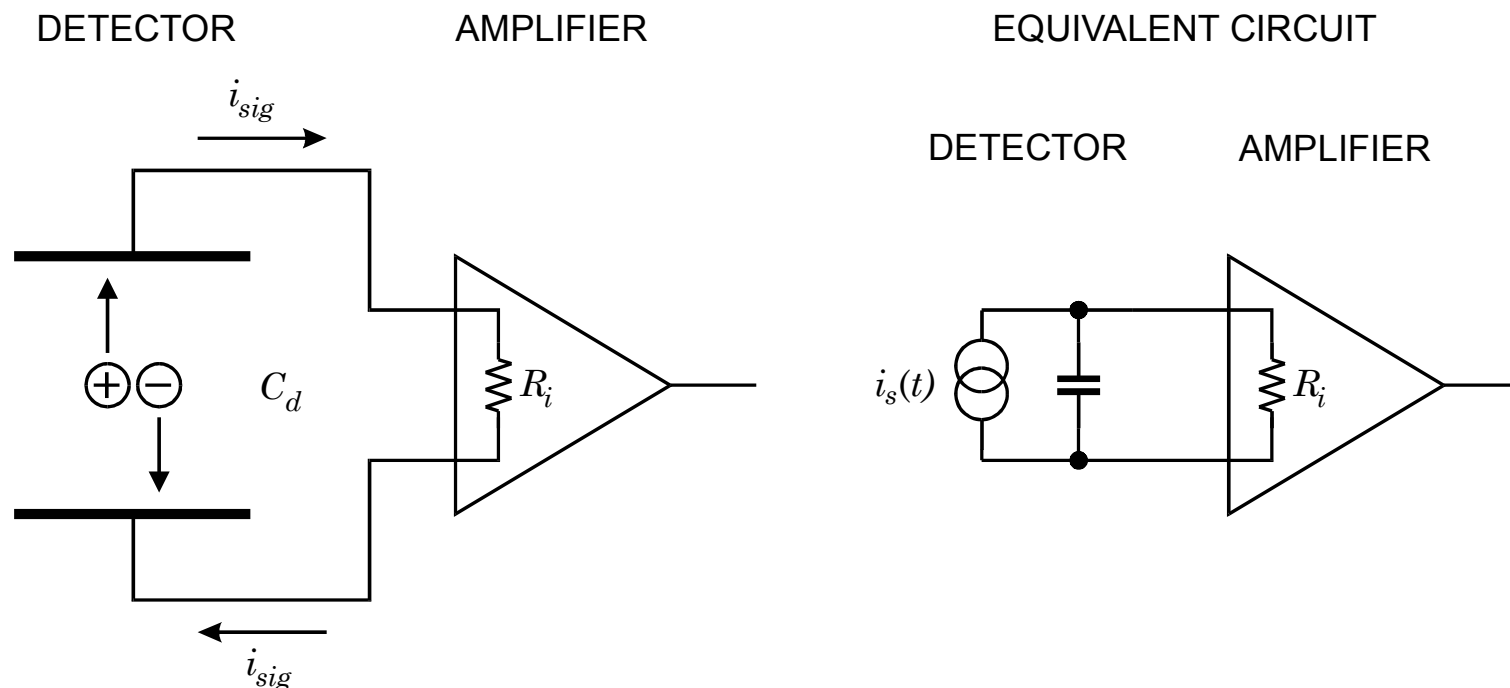 DETECTOR AMPLIFIER EQUIVALENT CIRCUIT
i_sig
DETECTOR AMPLIFIER
+ − C_d R_i i_s(t) R_i
i_sig